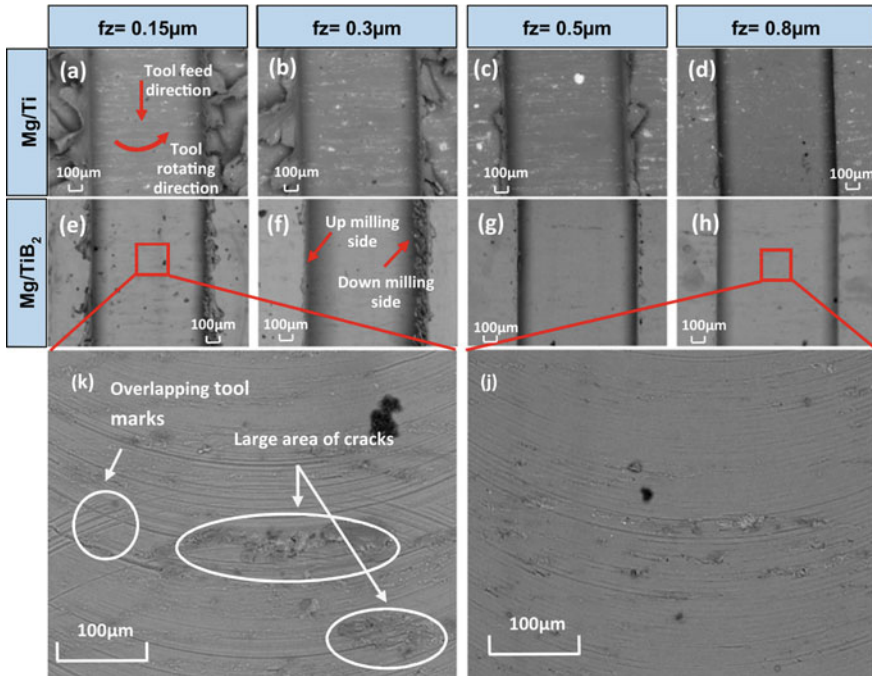 fz= 0.15µm
fz= 0.3µm
fz= 0.5µm
fz= 0.8µm
Mg/Ti
(a)
Tool feed
direction
Tool
rotating
direction
100µm
(b)
100µm
(c)
100µm
(d)
100µm
Mg/TiB₂
(e)
100µm
(f)
Up milling
side
Down milling
side
100µm
(g)
100µm
(h)
100µm
(k)
Overlapping tool
marks
Large area of cracks
100µm
(j)
100µm